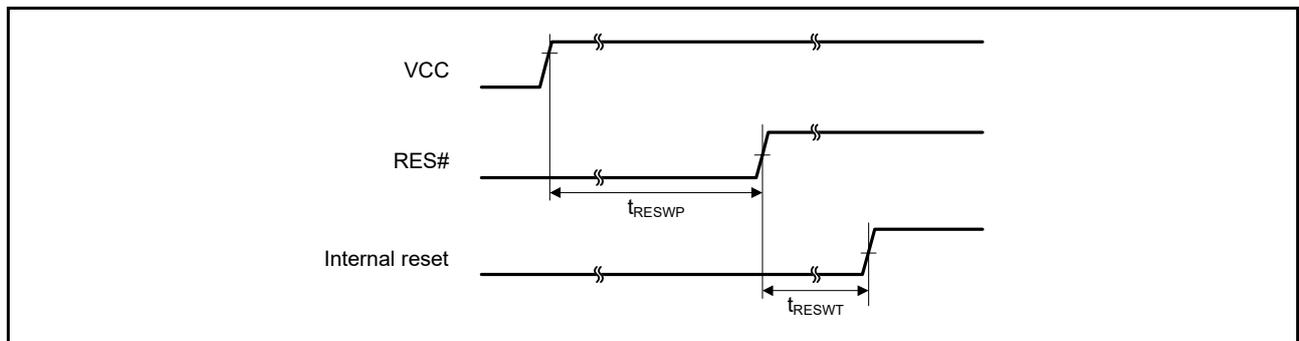 VCC
RES#
tRESWP
Internal reset
tRESWT